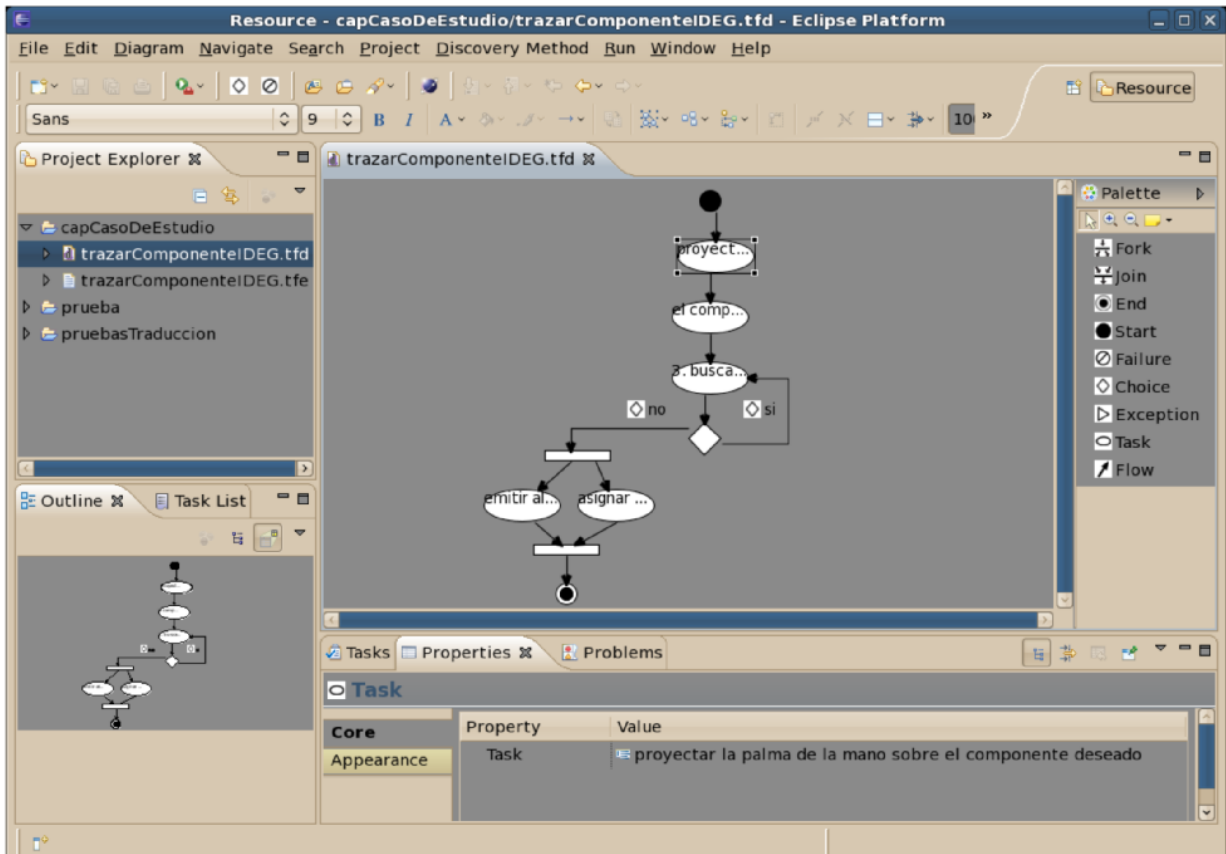 Resource - capCasoDeEstudio/trazarComponenteIDEG.tfd - Eclipse Platform
File Edit Diagram Navigate Search Project Discovery Method Run Window Help
Resource
Sans 9 B I A 10 »
Project Explorer
trazarComponenteIDEG.tfd
capCasoDeEstudio
trazarComponenteIDEG.tfd
trazarComponenteIDEG.tfe
prueba
pruebasTraduccion
proyect...
el comp...
3. busca...
no
si
emitir al...
asignar ...
Palette
Fork
Join
End
Start
Failure
Choice
Exception
Task
Flow
Outline
Task List
Tasks
Properties
Problems
Task
Core
Appearance
Property Value
Task proyectar la palma de la mano sobre el componente deseado